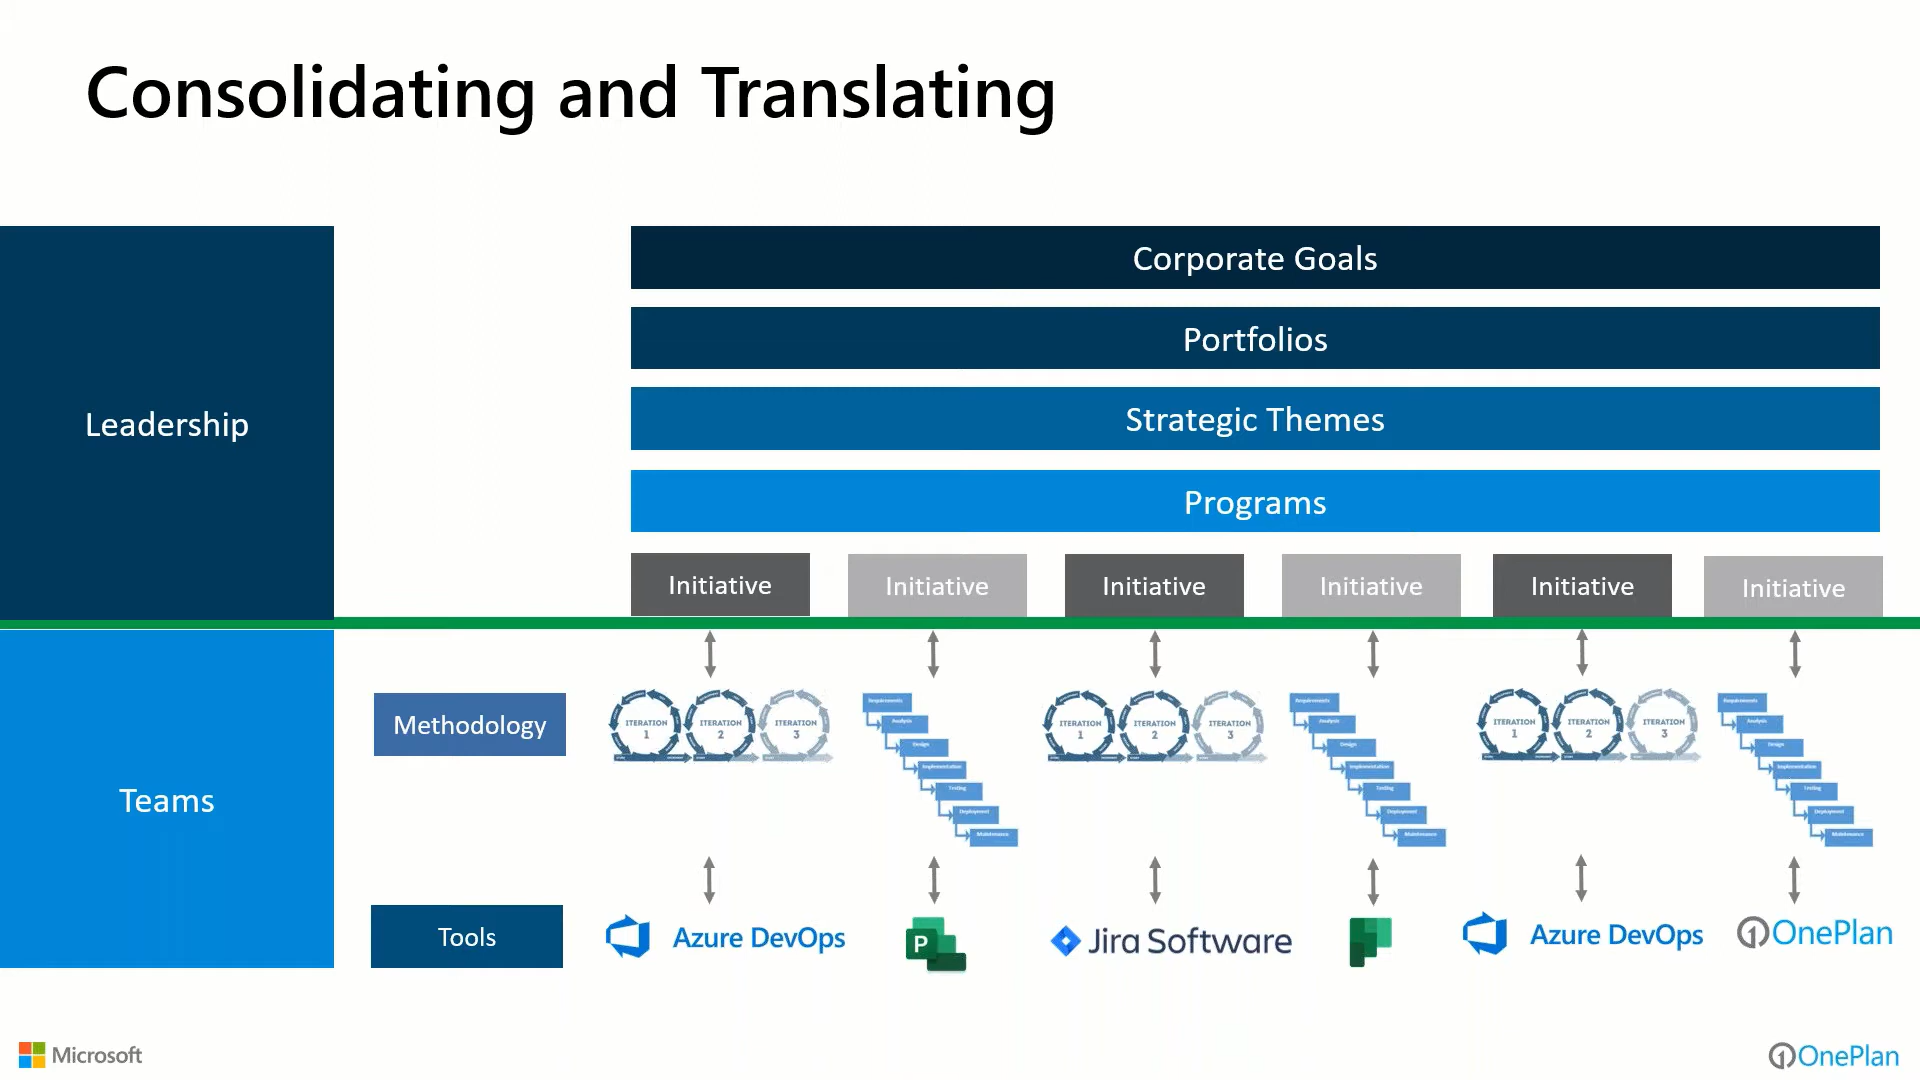 Consolidating and Translating
Leadership
Corporate Goals
Portfolios
Strategic Themes
Programs
Initiative
Initiative
Initiative
Initiative
Initiative
Initiative
Teams
Methodology
ITERATION 1
ITERATION 2
ITERATION 3
Requirements
Analysis
Design
Implementation
Testing
Deployment
Maintenance
ITERATION 1
ITERATION 2
ITERATION 3
Requirements
Analysis
Design
Implementation
Testing
Deployment
Maintenance
ITERATION 1
ITERATION 2
ITERATION 3
Requirements
Analysis
Design
Implementation
Testing
Deployment
Maintenance
Tools
Azure DevOps
P
Jira Software
Azure DevOps
OnePlan
Microsoft
OnePlan